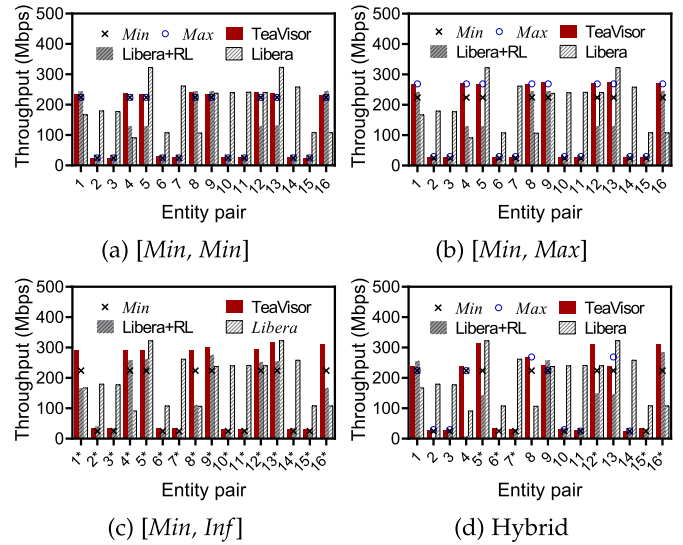 × Min ○ Max TeaVisor
Libera+RL Libera
Throughput (Mbps)
500
400
300
200
100
0
1 2 3 4 5 6 7 8 9 10 11 12 13 14 15 16
Entity pair
(a) [Min, Min]
× Min ○ Max TeaVisor
Libera+RL Libera
Throughput (Mbps)
500
400
300
200
100
0
1 2 3 4 5 6 7 8 9 10 11 12 13 14 15 16
Entity pair
(b) [Min, Max]
× Min TeaVisor
Libera+RL Libera
Throughput (Mbps)
500
400
300
200
100
0
1* 2* 3* 4* 5* 6* 7* 8* 9* 10* 11* 12* 13* 14* 15* 16*
Entity pair
(c) [Min, Inf]
× Min ○ Max TeaVisor
Libera+RL Libera
Throughput (Mbps)
500
400
300
200
100
0
1 2 3 4 5* 6* 7* 8 9 10 11 12* 13 14 15* 16*
Entity pair
(d) Hybrid